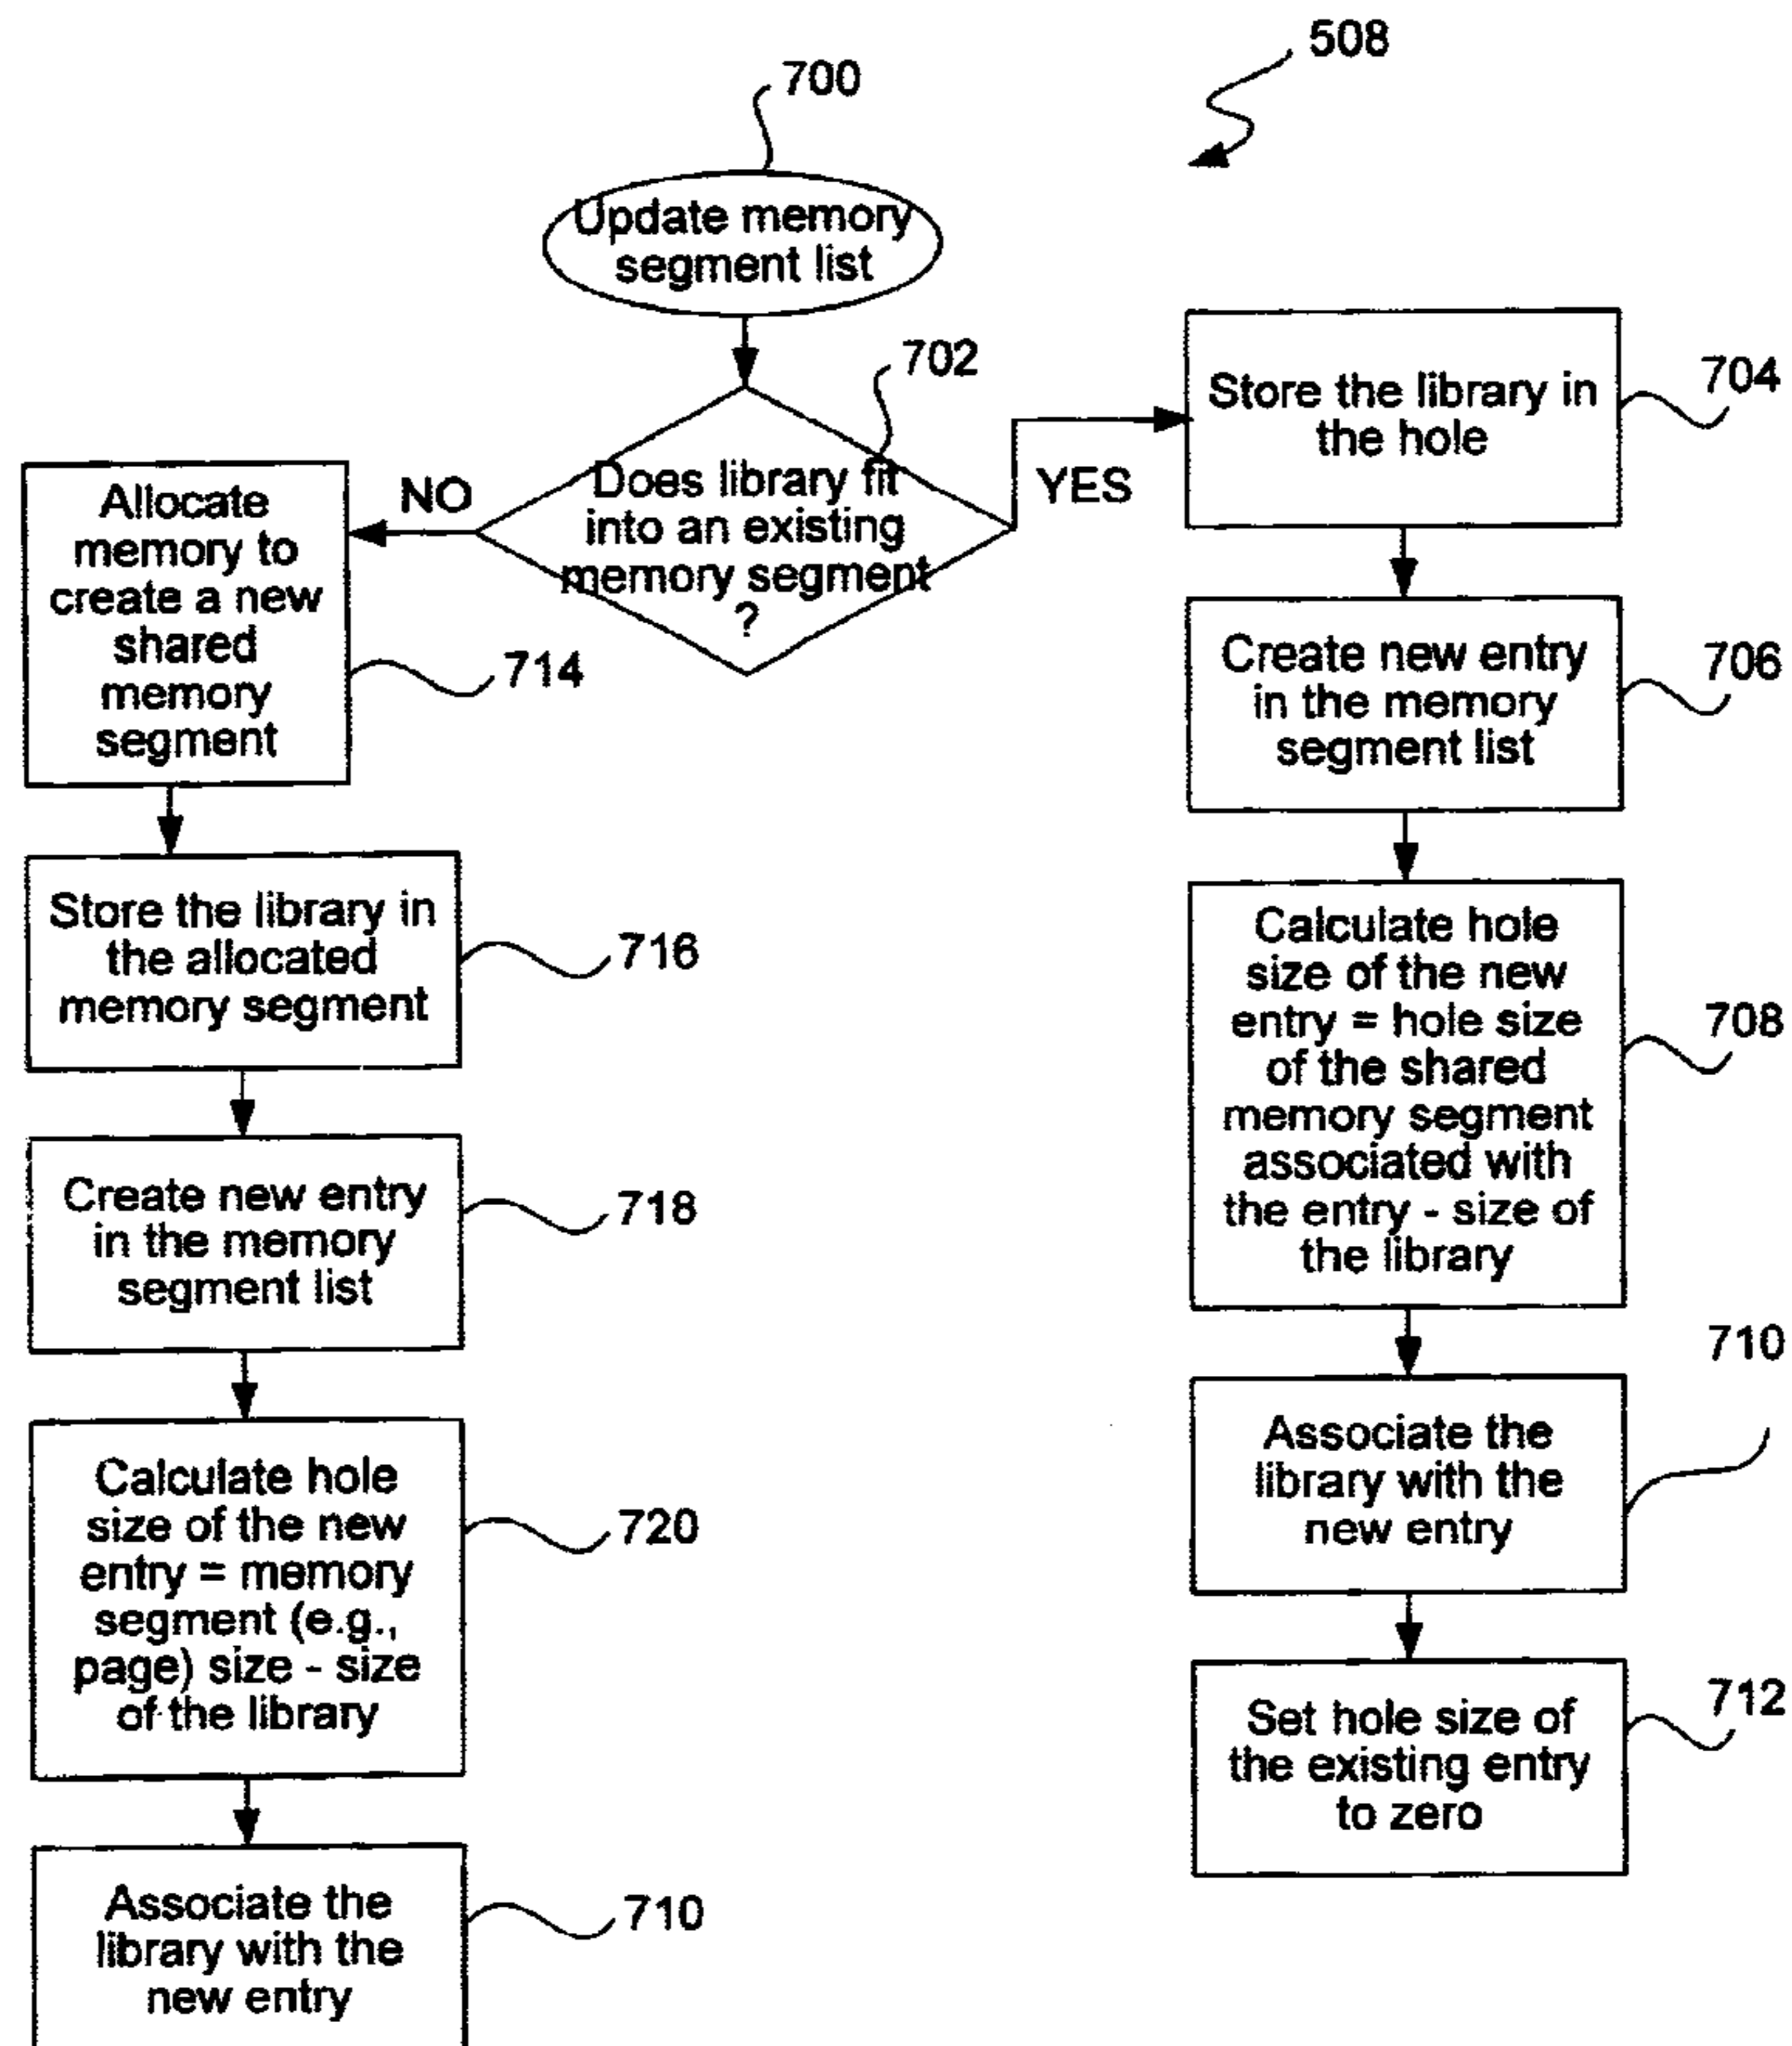 508
700
Update memory
segment list
702
Does library fit
into an existing
memory segment
?
NO
YES
Store the library in
the hole
704
Create new entry
in the memory
segment list
706
Calculate hole
size of the new
entry = hole size
of the shared
memory segment
associated with
the entry - size of
the library
708
Associate the
library with the
new entry
710
Set hole size of
the existing entry
to zero
712
Allocate
memory to
create a new
shared
memory
segment
714
Store the library in
the allocated
memory segment
716
Create new entry
in the memory
segment list
718
Calculate hole
size of the new
entry = memory
segment (e.g.,
page) size - size
of the library
720
Associate the
library with the
new entry
710